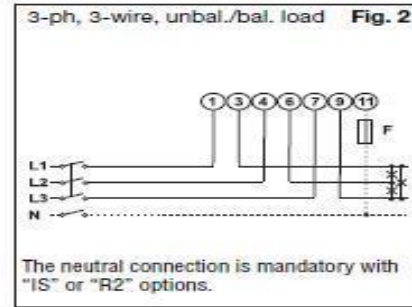 3-ph, 3-wire, unbal./bal. load Fig. 2
1 3 4 6 7 9 11
F
L1
L2
L3
N
The neutral connection is mandatory with
"IS" or "R2" options.